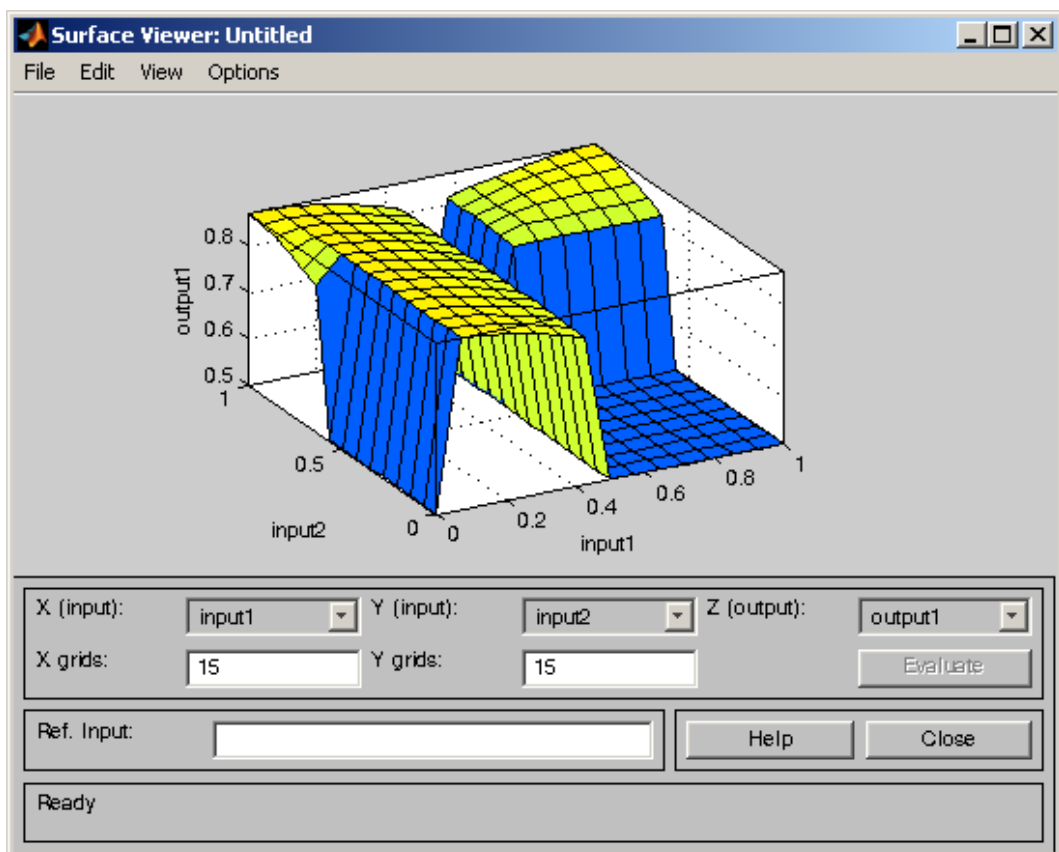 Surface Viewer: Untitled
File Edit View Options
0.8
0.7
0.6
0.5
output1
1
0.5
0
input2
0
0.2
0.4
0.6
0.8
1
input1
X (input): input1 Y (input): input2 Z (output): output1
X grids: 15 Y grids: 15 Evaluate
Ref. Input: Help Close
Ready